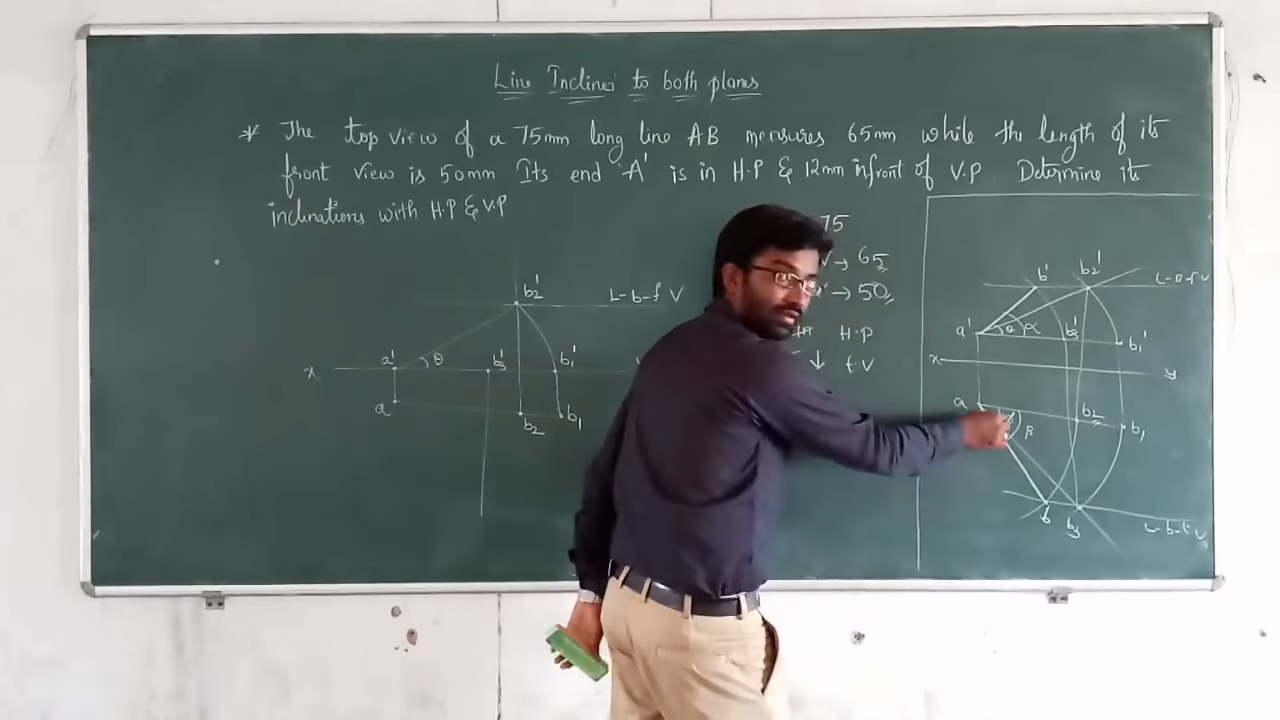 Line Inclined to both planes
* The top view of a 75mm long line AB mersures 65mm while the length of its
front view is 50mm Its end 'A' is in H.P & 12mm infront of V.P. Determine its
inclinations with H.P & V.P
75
V → 65
→ 50
H.P
↓ f.V
b2'
L-b-f V
x a' θ b3' b1'
a
b2 b1
b' b2'
L-B-f V
a' θ α b3' b1'
x y
a b2 b1
β
b b3
L-b-t V